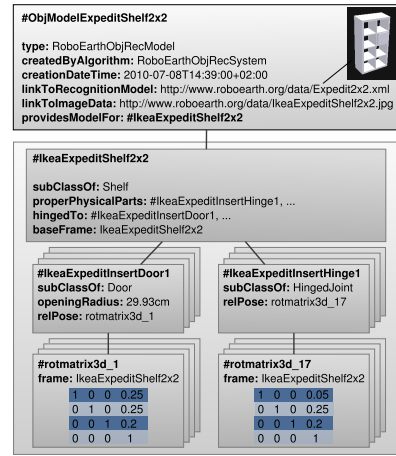 #ObjModelExpeditShelf2x2
type: RoboEarthObjRecModel
createdByAlgorithm: RoboEarthObjRecSystem
creationDateTime: 2010-07-08T14:39:00+02:00
linkToRecognitionModel: http://www.roboearth.org/data/Expedit2x2.xml
linkToImageData: http://www.roboearth.org/data/IkeaExpeditShelf2x2.jpg
providesModelFor: #IkeaExpeditShelf2x2
#IkeaExpeditShelf2x2
subClassOf: Shelf
properPhysicalParts: #IkeaExpeditInsertHinge1, ...
hingedTo: #IkeaExpeditInsertDoor1, ...
baseFrame: IkeaExpeditShelf2x2
#IkeaExpeditInsertDoor1
subClassOf: Door
openingRadius: 29.93cm
relPose: rotmatrix3d_1
#IkeaExpeditInsertHinge1
subClassOf: HingedJoint
relPose: rotmatrix3d_17
#rotmatrix3d_1
frame: IkeaExpeditShelf2x2
1 0 0 0.25
0 1 0 0.25
0 0 1 0.2
0 0 0 1
#rotmatrix3d_17
frame: IkeaExpeditShelf2x2
1 0 0 0.05
0 1 0 0.25
0 0 1 0.2
0 0 0 1